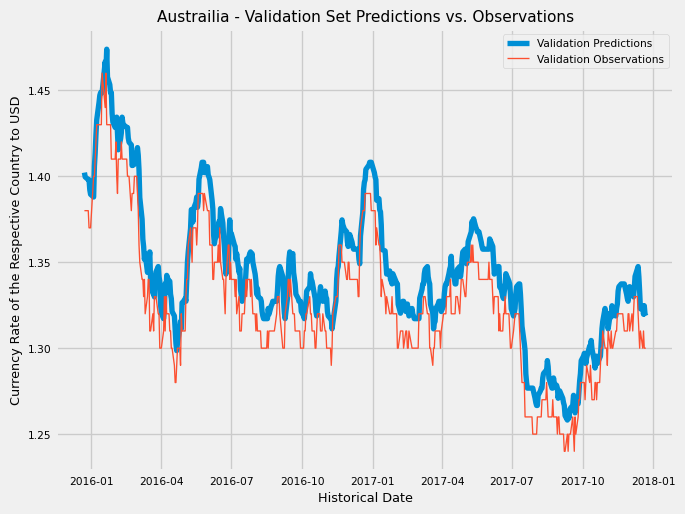 Austrailia - Validation Set Predictions vs. Observations
Validation Predictions
Validation Observations
Currency Rate of the Respective Country to USD
1.45
1.40
1.35
1.30
1.25
2016-01
2016-04
2016-07
2016-10
2017-01
2017-04
2017-07
2017-10
2018-01
Historical Date